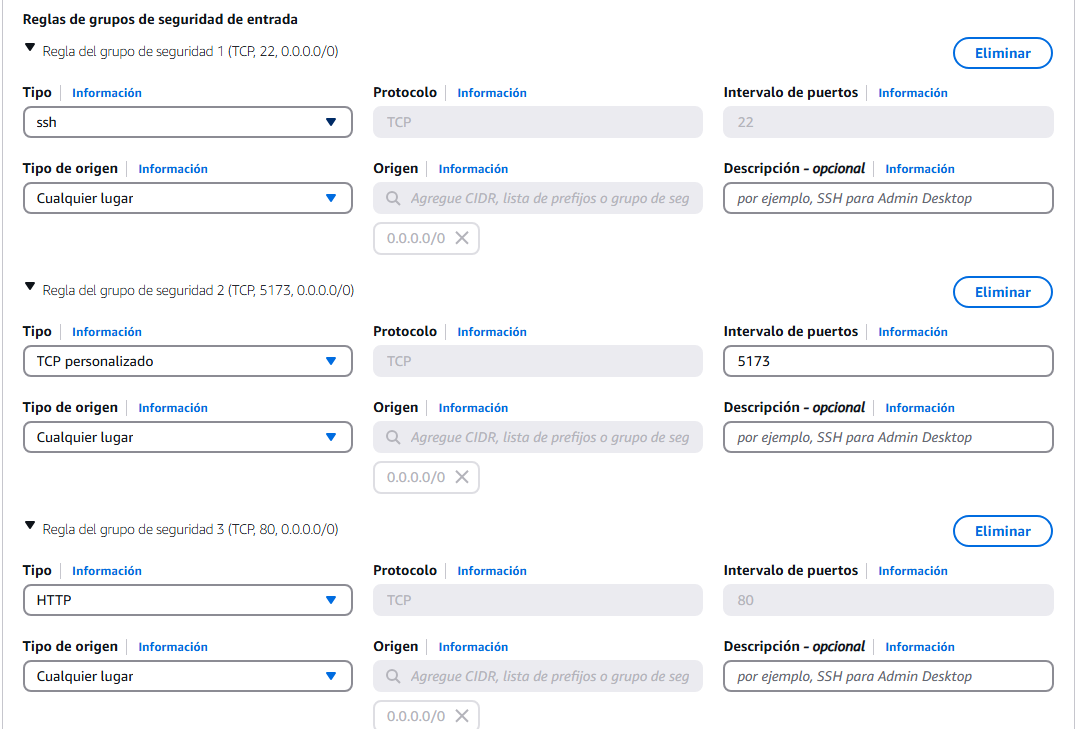 Reglas de grupos de seguridad de entrada
Regla del grupo de seguridad 1 (TCP, 22, 0.0.0.0/0)
Eliminar
Tipo Información Protocolo Información Intervalo de puertos Información
ssh TCP 22
Tipo de origen Información Origen Información Descripción - opcional Información
Cualquier lugar Agregue CIDR, lista de prefijos o grupo de seg por ejemplo, SSH para Admin Desktop
0.0.0.0/0
Regla del grupo de seguridad 2 (TCP, 5173, 0.0.0.0/0)
Eliminar
Tipo Información Protocolo Información Intervalo de puertos Información
TCP personalizado TCP 5173
Tipo de origen Información Origen Información Descripción - opcional Información
Cualquier lugar Agregue CIDR, lista de prefijos o grupo de seg por ejemplo, SSH para Admin Desktop
0.0.0.0/0
Regla del grupo de seguridad 3 (TCP, 80, 0.0.0.0/0)
Eliminar
Tipo Información Protocolo Información Intervalo de puertos Información
HTTP TCP 80
Tipo de origen Información Origen Información Descripción - opcional Información
Cualquier lugar Agregue CIDR, lista de prefijos o grupo de seg por ejemplo, SSH para Admin Desktop
0.0.0.0/0